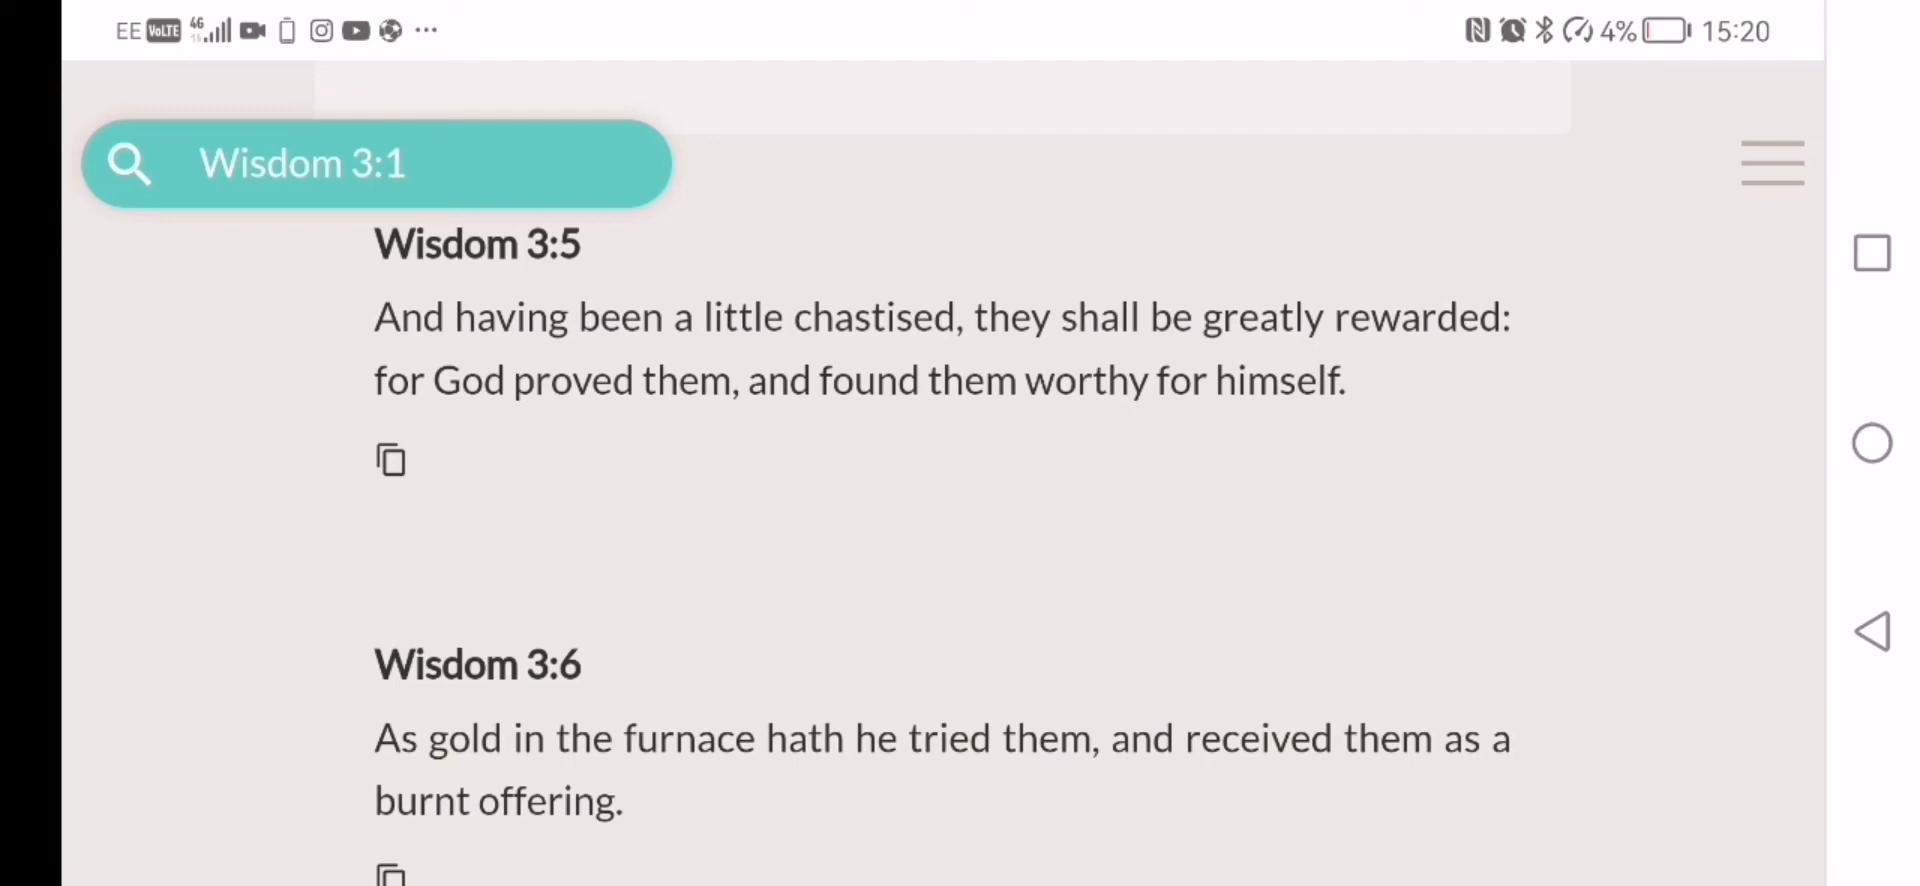 EE VoLTE 4G 4% 15:20
Wisdom 3:1
Wisdom 3:5
And having been a little chastised, they shall be greatly rewarded:
for God proved them, and found them worthy for himself.
Wisdom 3:6
As gold in the furnace hath he tried them, and received them as a
burnt offering.